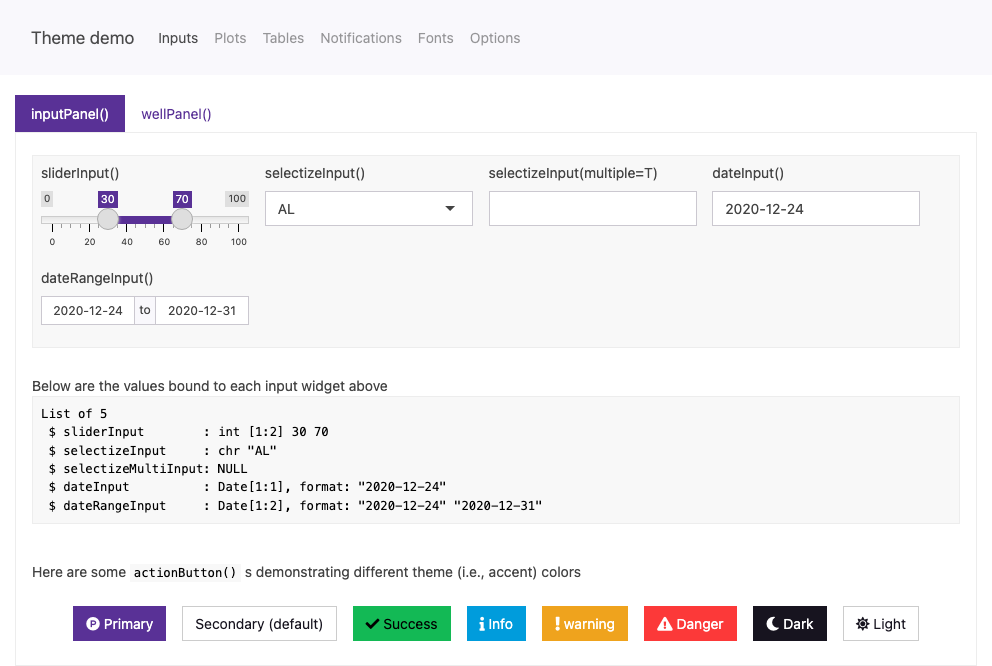 Theme demo Inputs Plots Tables Notifications Fonts Options
inputPanel() wellPanel()
sliderInput() selectizeInput() selectizeInput(multiple=T) dateInput()
0 30 70 100
AL 2020-12-24
0 20 40 60 80 100
dateRangeInput()
2020-12-24 to 2020-12-31
Below are the values bound to each input widget above
List of 5
$ sliderInput : int [1:2] 30 70
$ selectizeInput : chr "AL"
$ selectizeMultiInput: NULL
$ dateInput : Date[1:1], format: "2020-12-24"
$ dateRangeInput : Date[1:2], format: "2020-12-24" "2020-12-31"
Here are some actionButton() s demonstrating different theme (i.e., accent) colors
Primary Secondary (default) Success Info warning Danger Dark Light